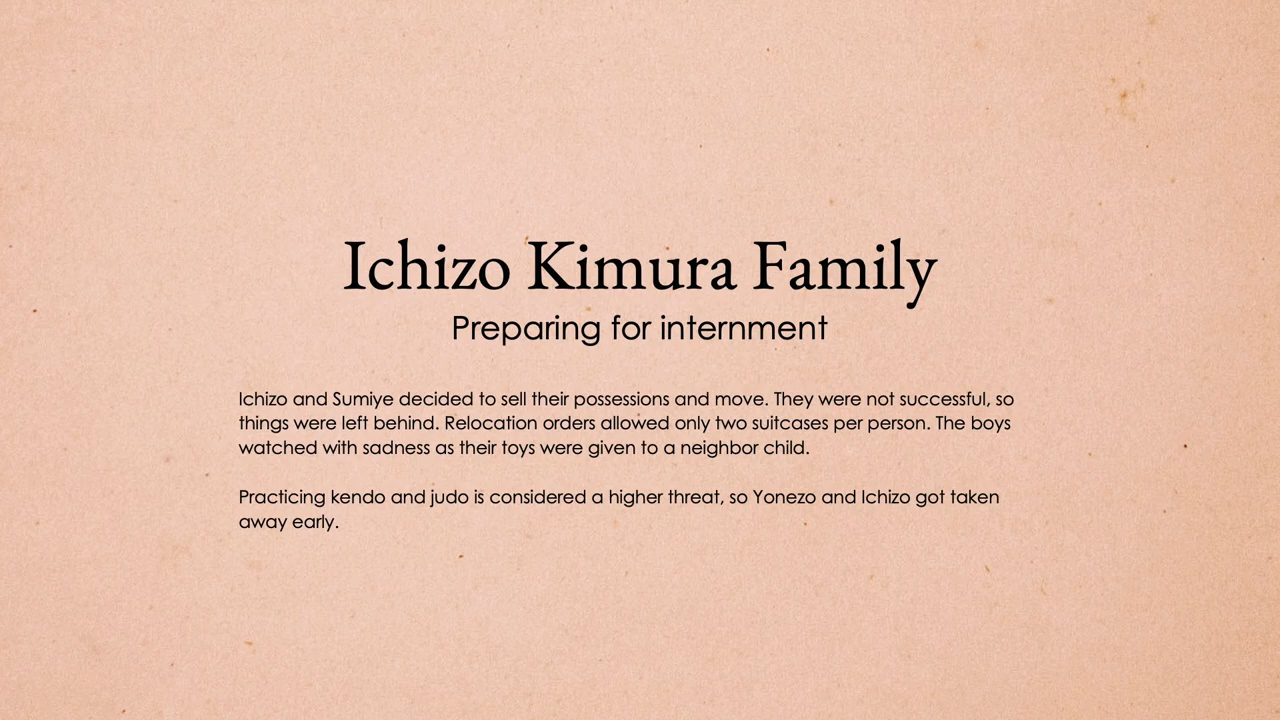 Ichizo Kimura Family
Preparing for internment
Ichizo and Sumiye decided to sell their possessions and move. They were not successful, so
things were left behind. Relocation orders allowed only two suitcases per person. The boys
watched with sadness as their toys were given to a neighbor child.
Practicing kendo and judo is considered a higher threat, so Yonezo and Ichizo got taken
away early.